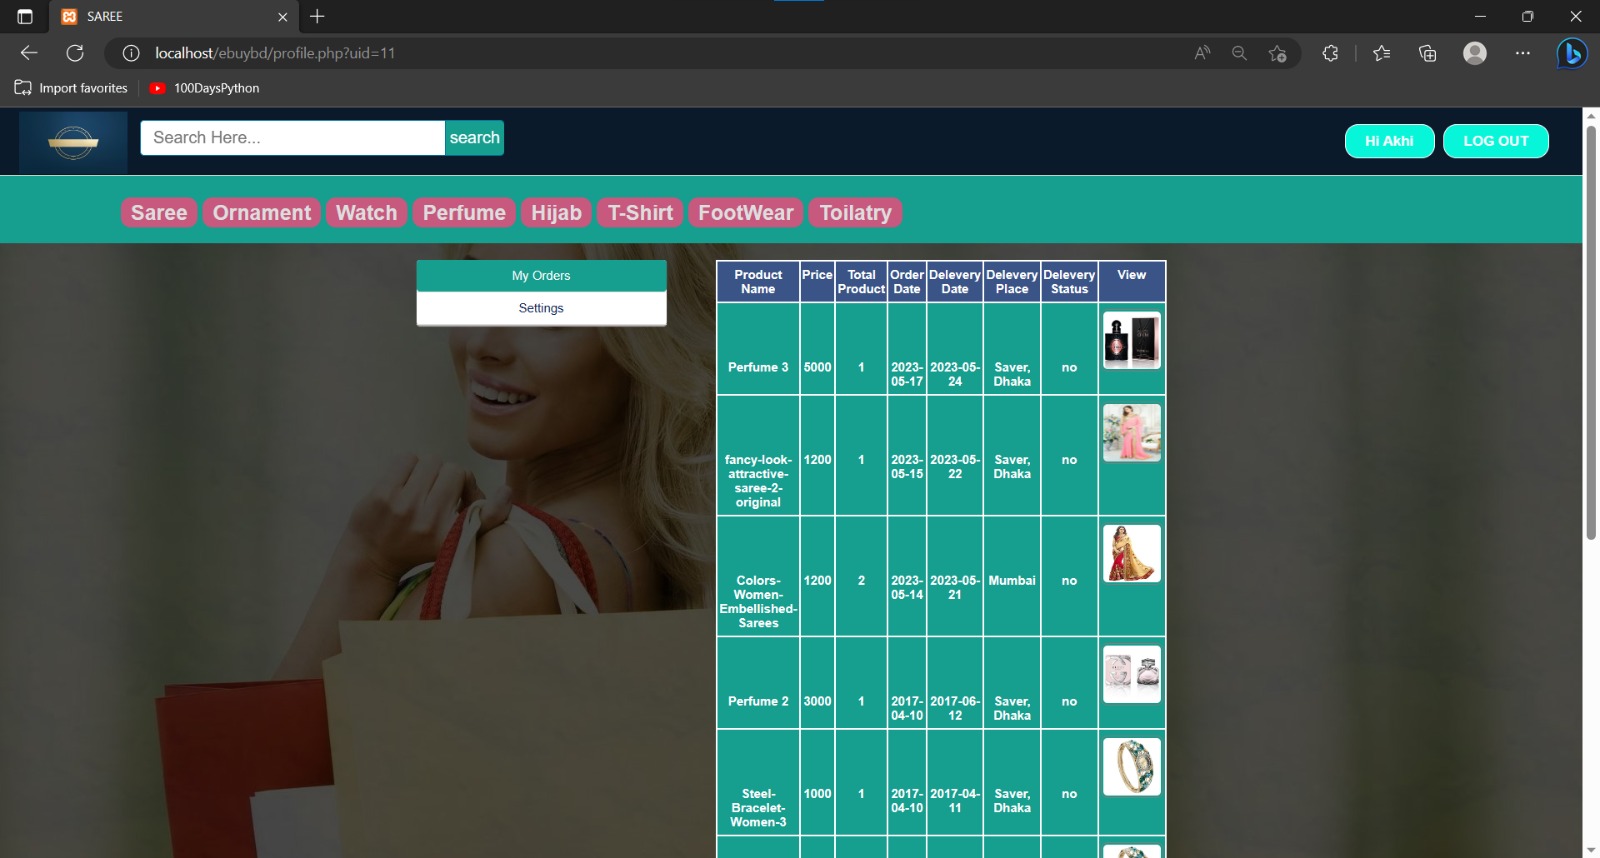 SAREE
localhost/ebuybd/profile.php?uid=11
Import favorites
100DaysPython
Search Here...
search
Hi Akhi
LOG OUT
Saree
Ornament
Watch
Perfume
Hijab
T-Shirt
FootWear
Toilatry
My Orders
Settings
Product
Name
Price
Total
Product
Order
Date
Delevery
Date
Delevery
Place
Delevery
Status
View
Perfume 3
5000
1
2023-
05-17
2023-05-
24
Saver,
Dhaka
no
fancy-look-
attractive-
saree-2-
original
1200
1
2023-
05-15
2023-05-
22
Saver,
Dhaka
no
Colors-
Women-
Embellished-
Sarees
1200
2
2023-
05-14
2023-05-
21
Mumbai
no
Perfume 2
3000
1
2017-
04-10
2017-06-
12
Saver,
Dhaka
no
Steel-
Bracelet-
Women-3
1000
1
2017-
04-10
2017-04-
11
Saver,
Dhaka
no